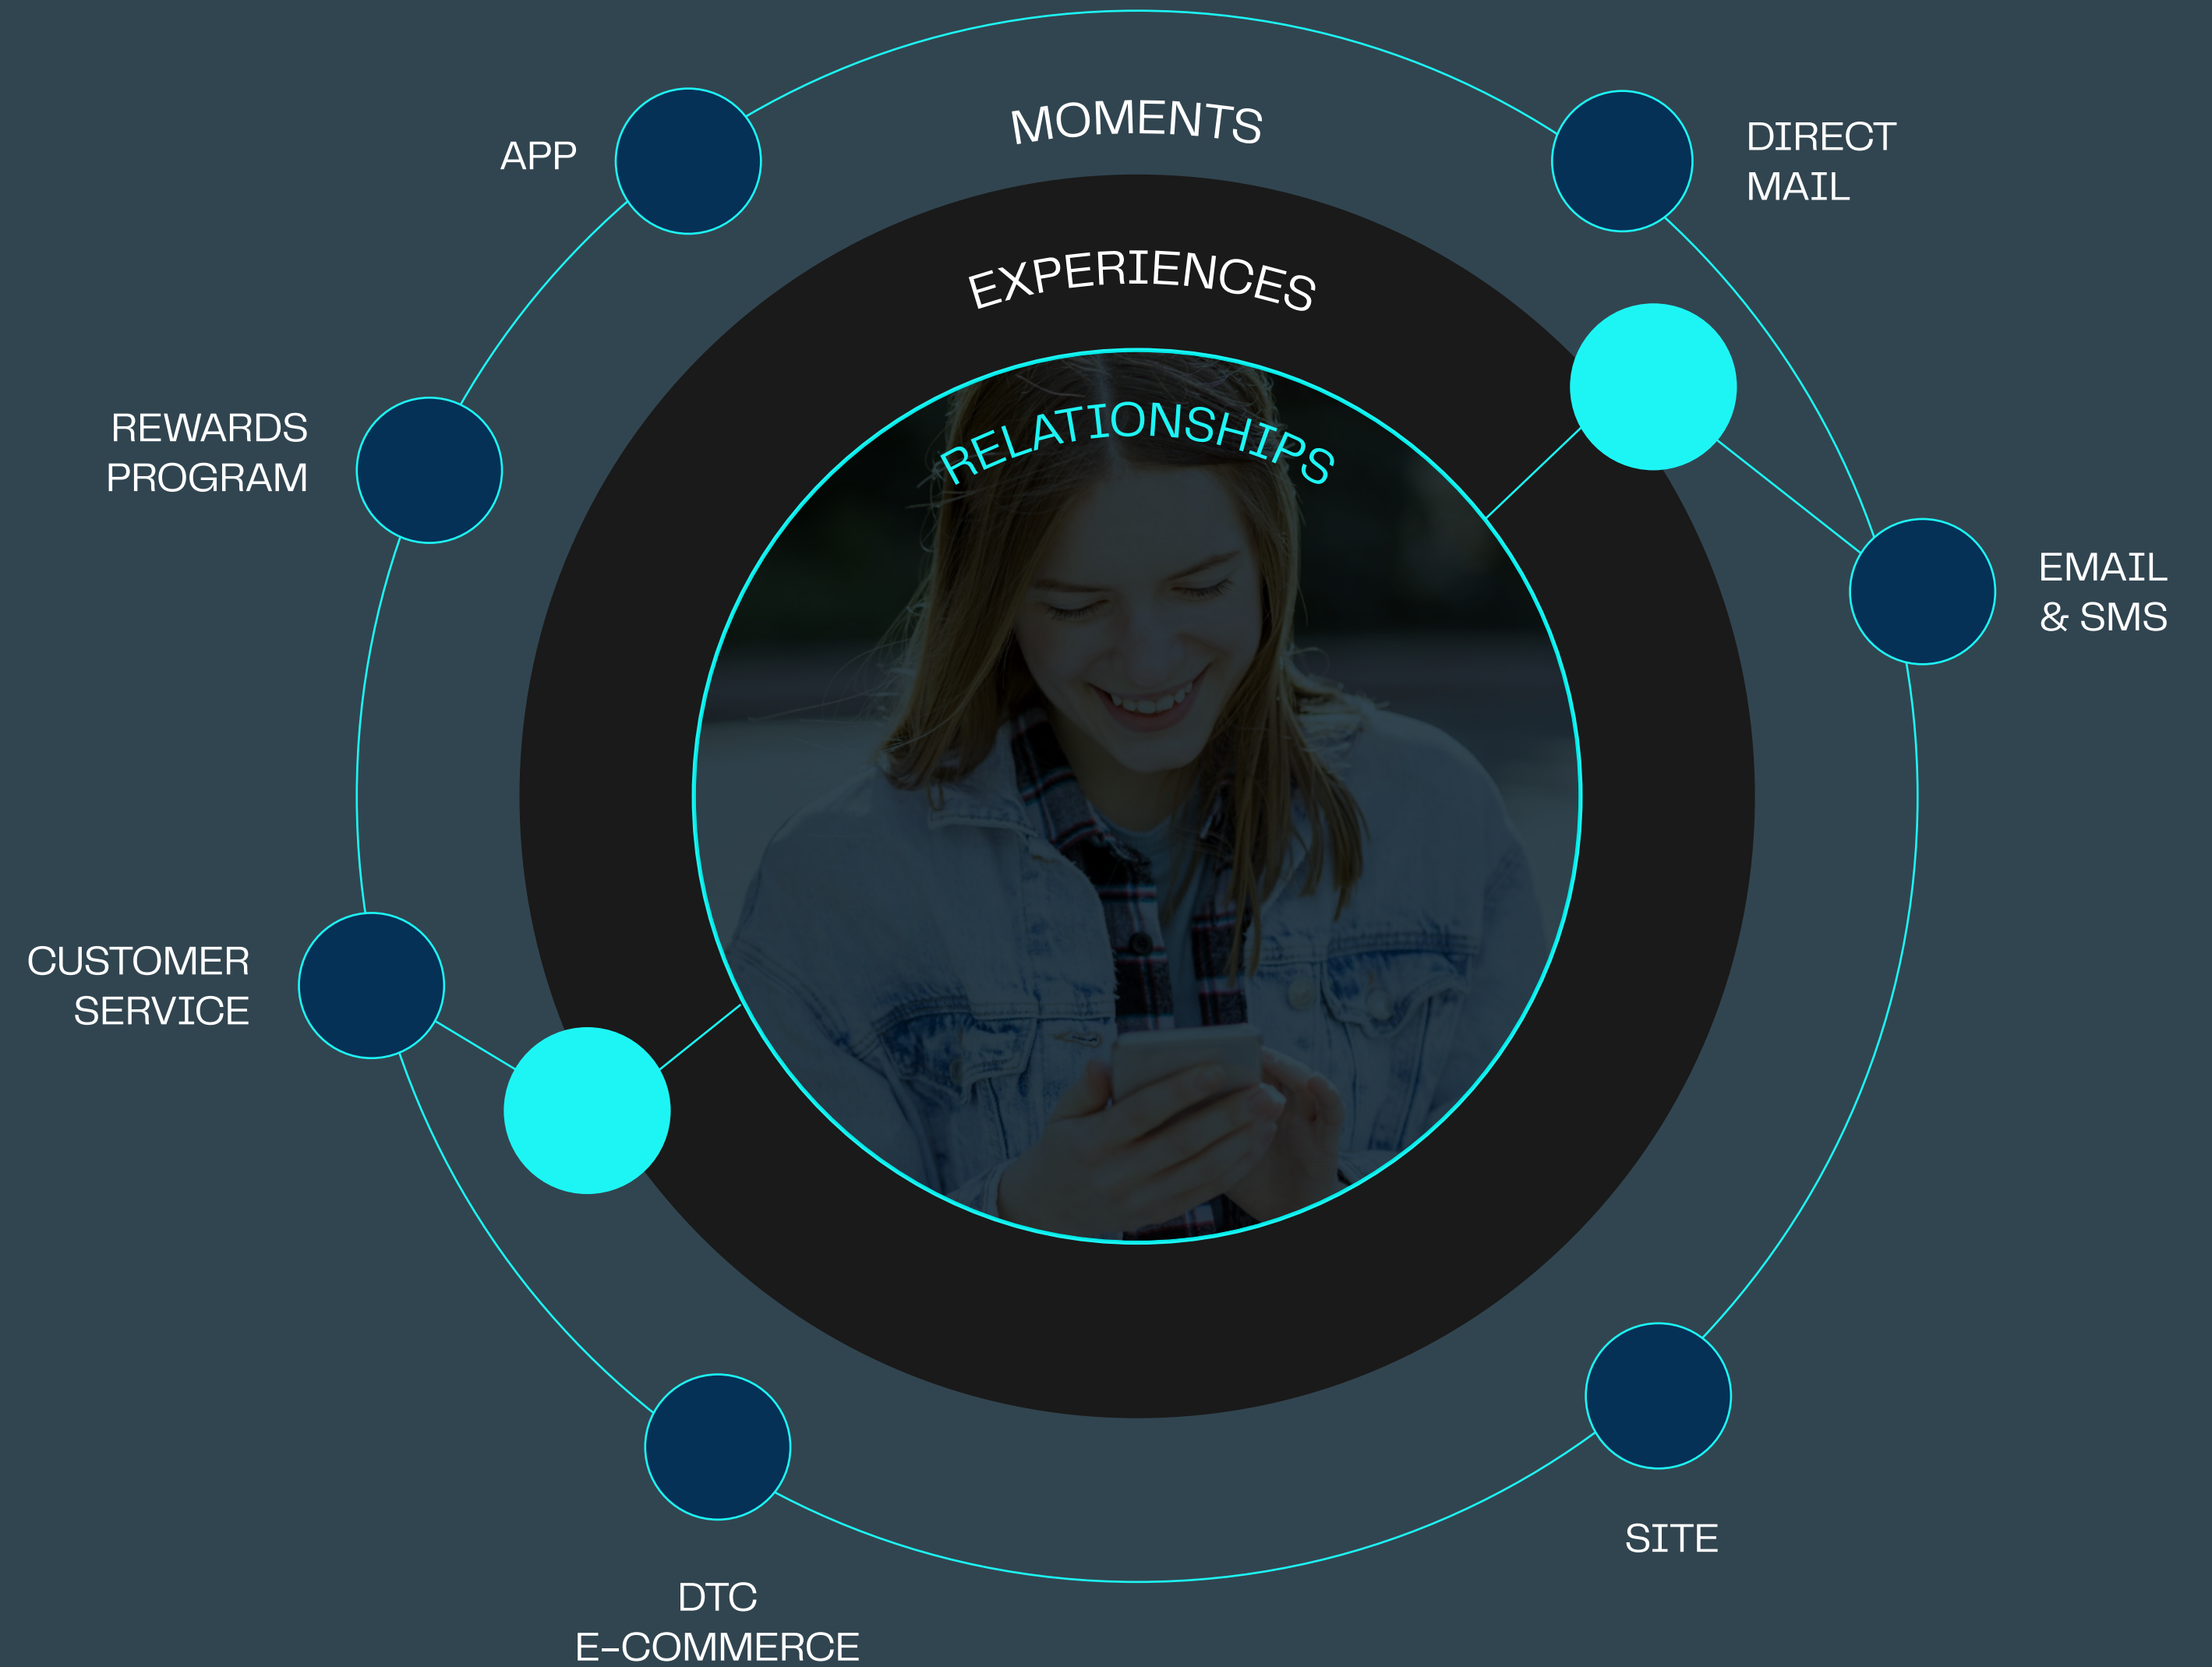 MOMENTS
EXPERIENCES
RELATIONSHIPS
APP
DIRECT
MAIL
REWARDS
PROGRAM
EMAIL
& SMS
CUSTOMER
SERVICE
SITE
DTC
E-COMMERCE